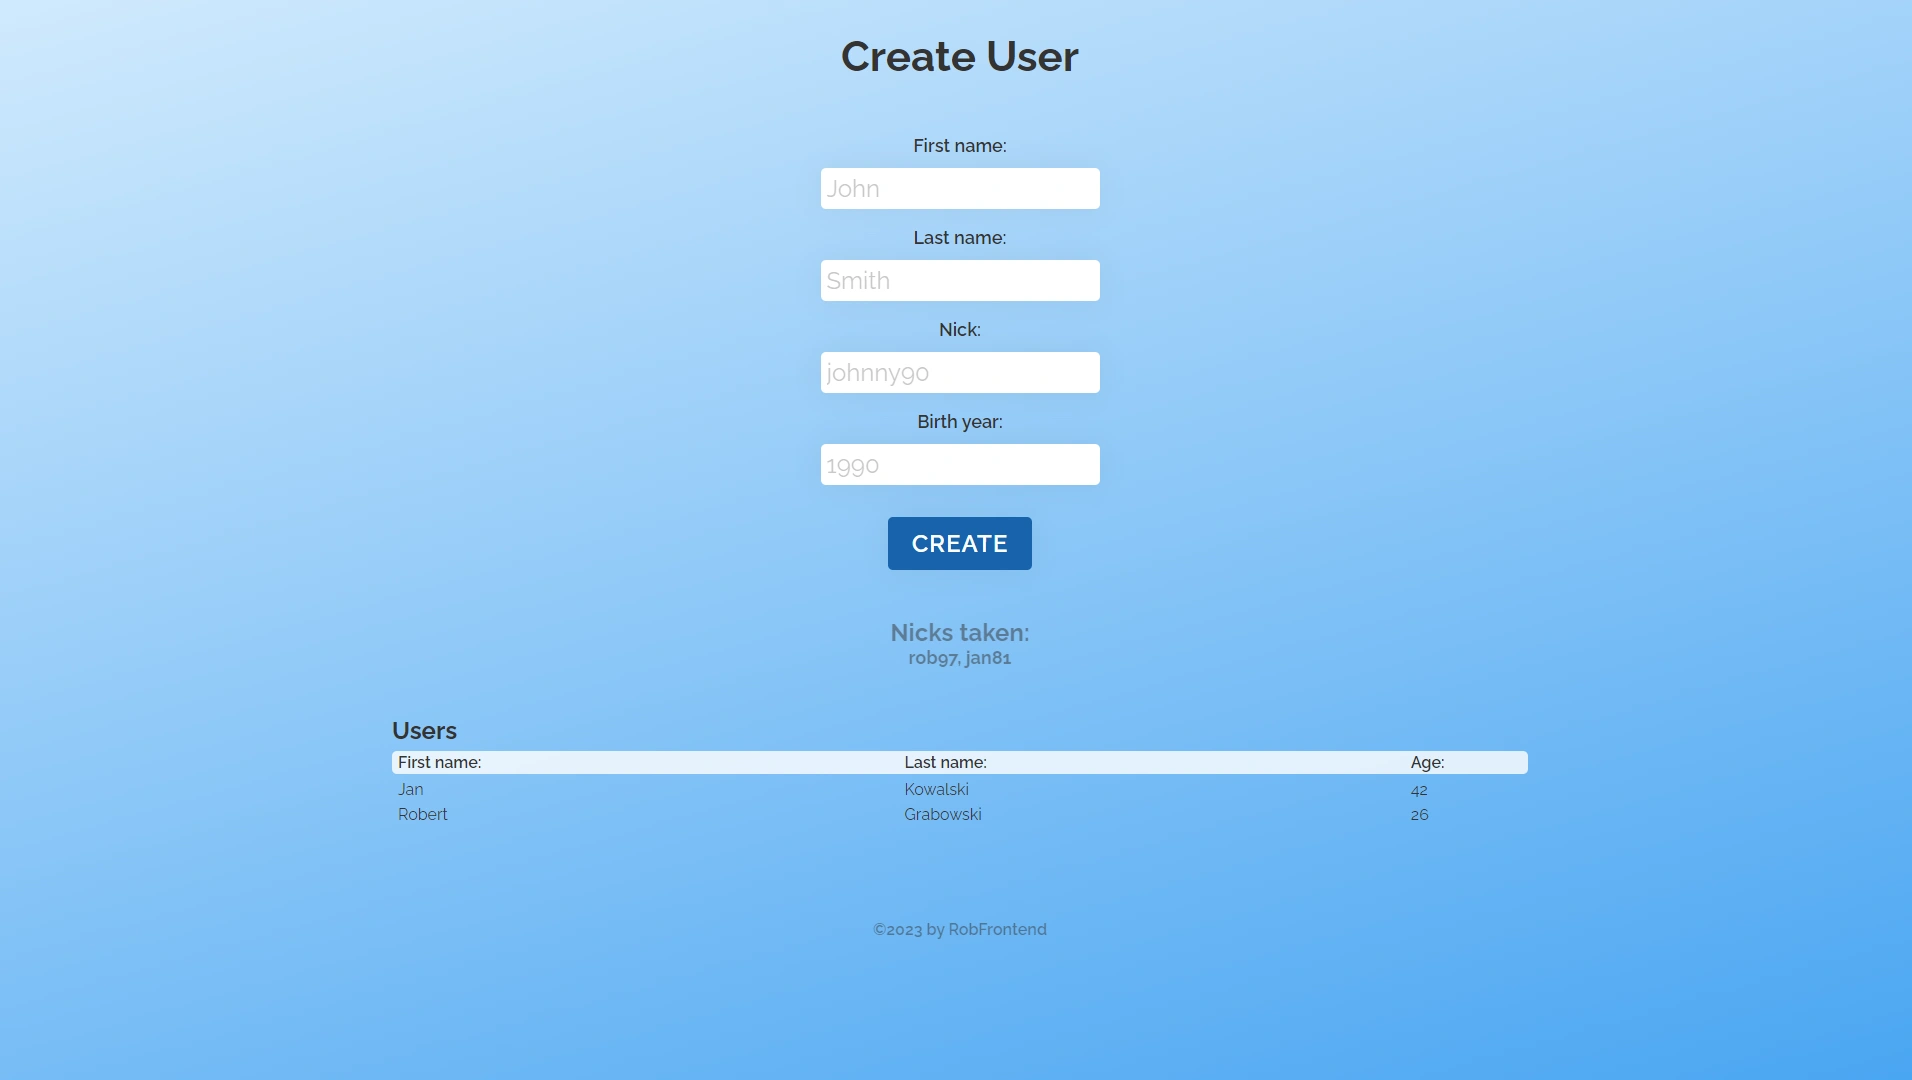 Create User
First name:
John
Last name:
Smith
Nick:
johnny90
Birth year:
1990
CREATE
Nicks taken:
rob97, jan81
Users
First name: Last name: Age:
Jan Kowalski 42
Robert Grabowski 26
©2023 by RobFrontend